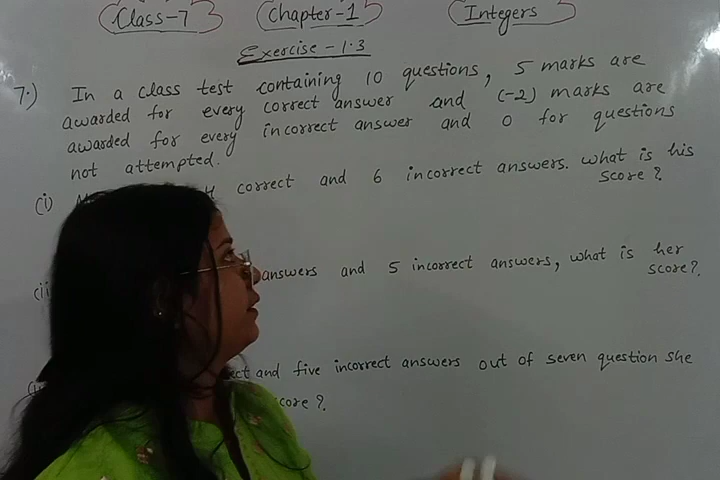 Class-7 Chapter-1 Integers
Exercise - 1.3
7.) In a class test containing 10 questions, 5 marks are
awarded for every correct answer and (-2) marks are
awarded for every incorrect answer and 0 for questions
not attempted.
(i) 4 correct and 6 incorrect answers. What is his
score?
(ii answers and 5 incorrect answers, what is her
score?
ect and five incorrect answers out of seven question she
core?